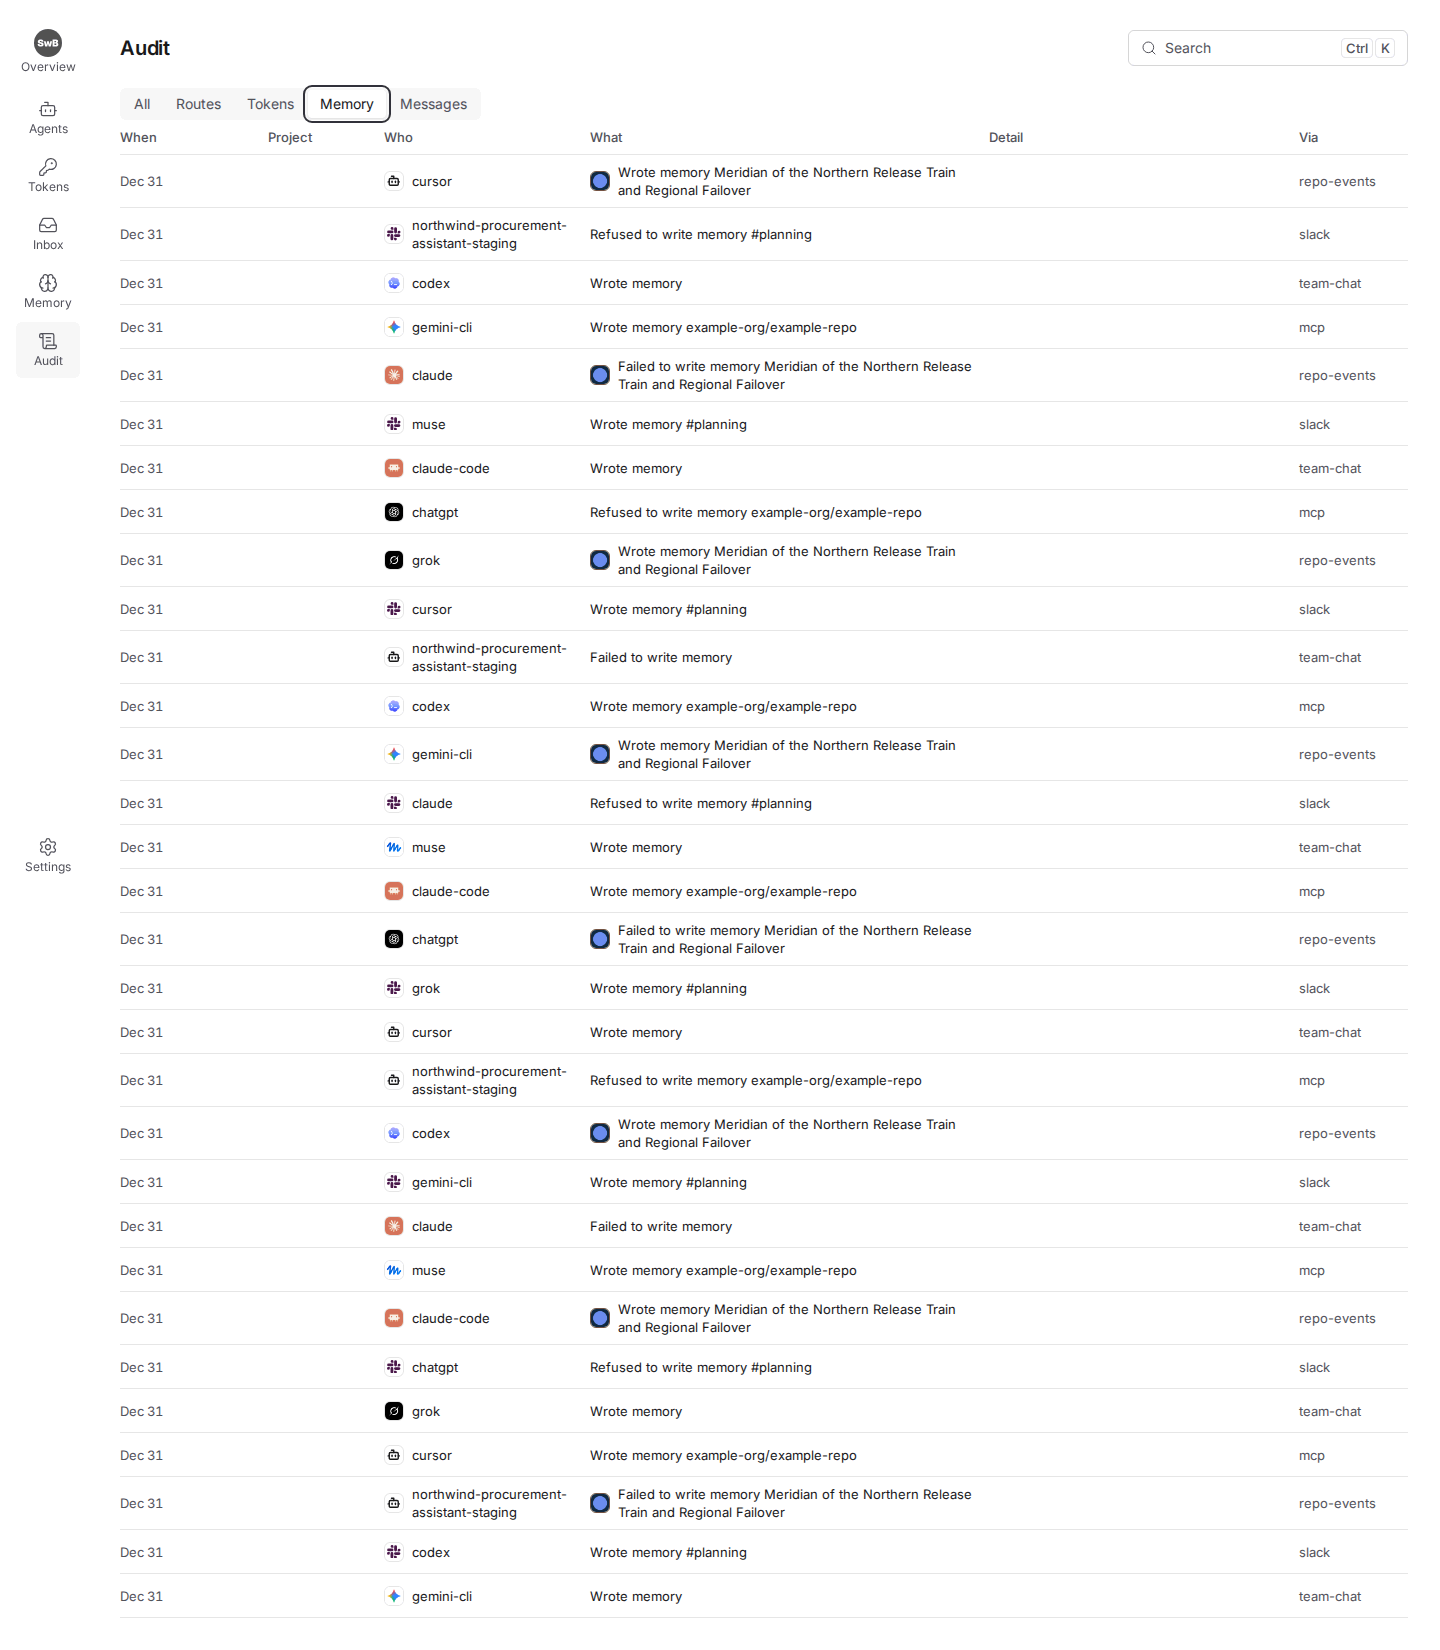 SwB
Overview
Agents
Tokens
Inbox
Memory
Audit
Settings
Audit
Search Ctrl K
All Routes Tokens Memory Messages
When Project Who What Detail Via
Dec 31 cursor Wrote memory Meridian of the Northern Release Train
and Regional Failover repo-events
Dec 31 northwind-procurement-
assistant-staging Refused to write memory #planning slack
Dec 31 codex Wrote memory team-chat
Dec 31 gemini-cli Wrote memory example-org/example-repo mcp
Dec 31 claude Failed to write memory Meridian of the Northern Release
Train and Regional Failover repo-events
Dec 31 muse Wrote memory #planning slack
Dec 31 claude-code Wrote memory team-chat
Dec 31 chatgpt Refused to write memory example-org/example-repo mcp
Dec 31 grok Wrote memory Meridian of the Northern Release Train
and Regional Failover repo-events
Dec 31 cursor Wrote memory #planning slack
Dec 31 northwind-procurement-
assistant-staging Failed to write memory team-chat
Dec 31 codex Wrote memory example-org/example-repo mcp
Dec 31 gemini-cli Wrote memory Meridian of the Northern Release Train
and Regional Failover repo-events
Dec 31 claude Refused to write memory #planning slack
Dec 31 muse Wrote memory team-chat
Dec 31 claude-code Wrote memory example-org/example-repo mcp
Dec 31 chatgpt Failed to write memory Meridian of the Northern Release
Train and Regional Failover repo-events
Dec 31 grok Wrote memory #planning slack
Dec 31 cursor Wrote memory team-chat
Dec 31 northwind-procurement-
assistant-staging Refused to write memory example-org/example-repo mcp
Dec 31 codex Wrote memory Meridian of the Northern Release Train
and Regional Failover repo-events
Dec 31 gemini-cli Wrote memory #planning slack
Dec 31 claude Failed to write memory team-chat
Dec 31 muse Wrote memory example-org/example-repo mcp
Dec 31 claude-code Wrote memory Meridian of the Northern Release Train
and Regional Failover repo-events
Dec 31 chatgpt Refused to write memory #planning slack
Dec 31 grok Wrote memory team-chat
Dec 31 cursor Wrote memory example-org/example-repo mcp
Dec 31 northwind-procurement-
assistant-staging Failed to write memory Meridian of the Northern Release
Train and Regional Failover repo-events
Dec 31 codex Wrote memory #planning slack
Dec 31 gemini-cli Wrote memory team-chat